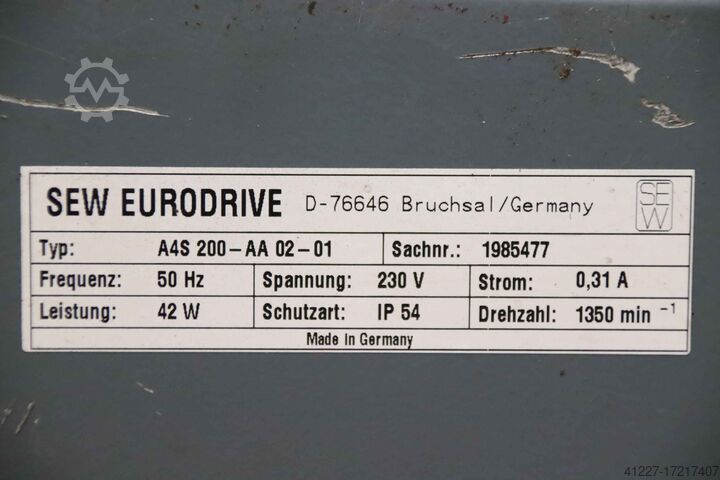 SEW EURODRIVE D-76646 Bruchsal/Germany SEW
Typ: A4S 200-AA 02-01 Sachnr.: 1985477
Frequenz: 50 Hz Spannung: 230 V Strom: 0,31 A
Leistung: 42 W Schutzart: IP 54 Drehzahl: 1350 min⁻¹
Made in Germany
41227-17217407